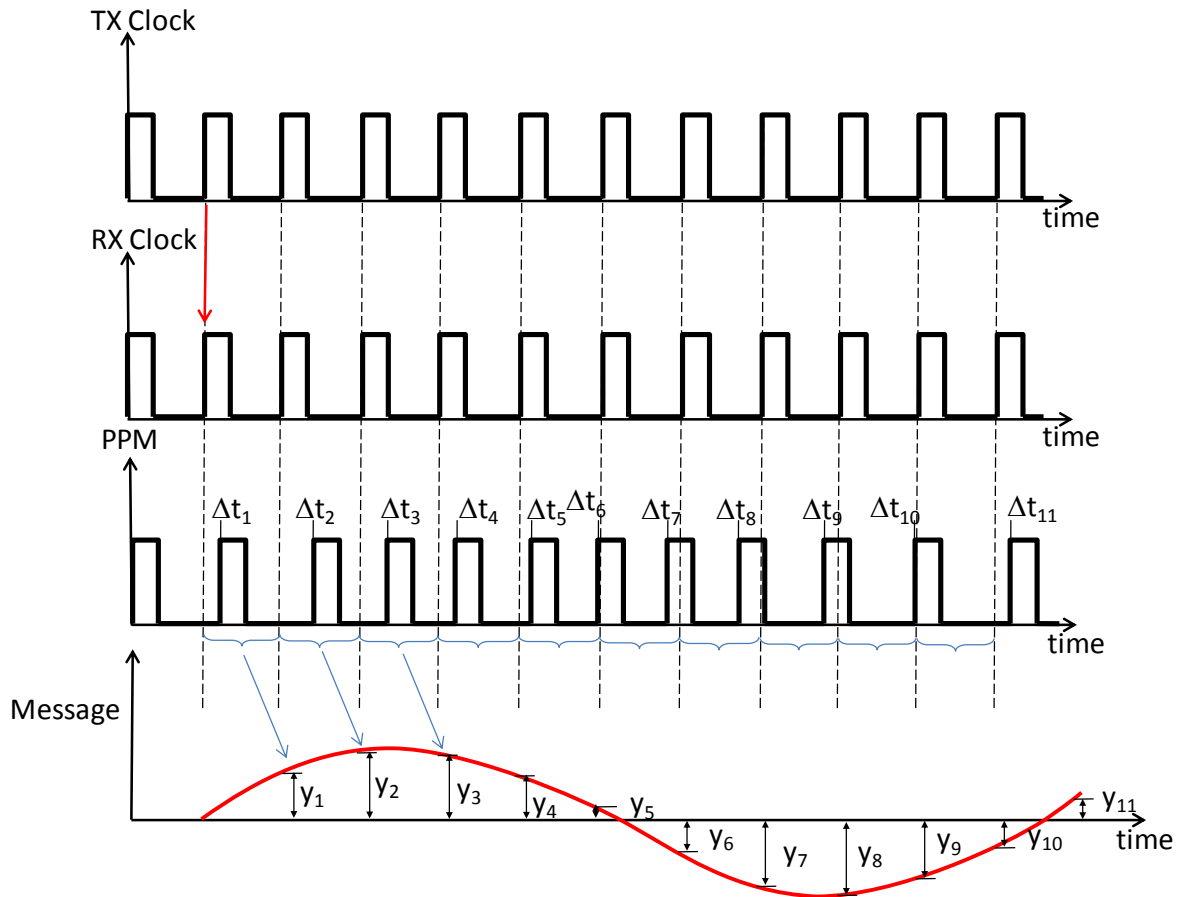 TX Clock
time
RX Clock
time
PPM
Δt₁ Δt₂ Δt₃ Δt₄ Δt₅ Δt₆ Δt₇ Δt₈ Δt₉ Δt₁₀ Δt₁₁
time
Message
y₁ y₂ y₃ y₄ y₅ y₆ y₇ y₈ y₉ y₁₀ y₁₁
time